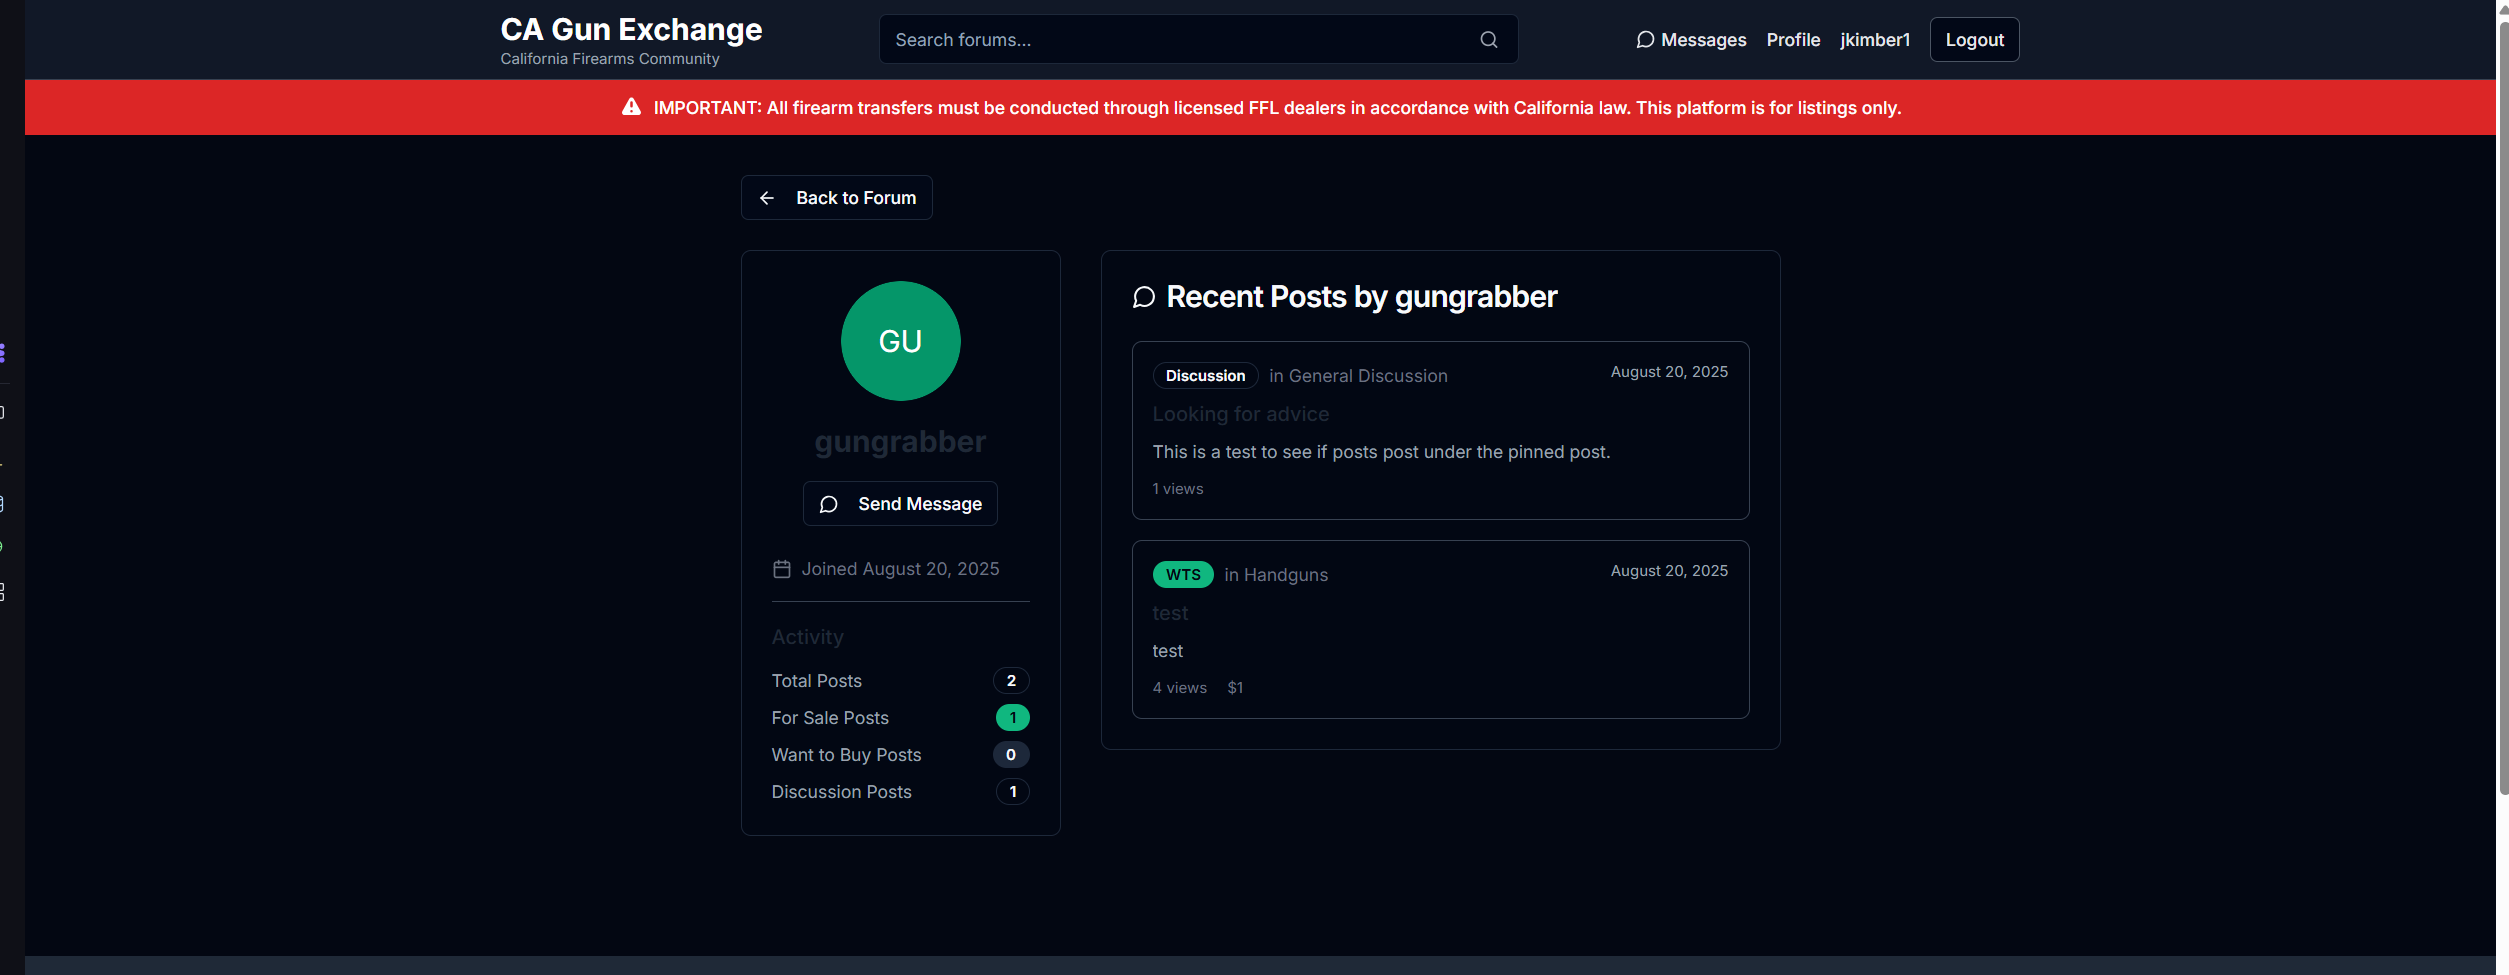 CA Gun Exchange
California Firearms Community
Search forums...
Messages
Profile
jkimber1
Logout
IMPORTANT: All firearm transfers must be conducted through licensed FFL dealers in accordance with California law. This platform is for listings only.
Back to Forum
GU
gungrabber
Send Message
Joined August 20, 2025
Activity
Total Posts 2
For Sale Posts 1
Want to Buy Posts 0
Discussion Posts 1
Recent Posts by gungrabber
Discussion in General Discussion August 20, 2025
Looking for advice
This is a test to see if posts post under the pinned post.
1 views
WTS in Handguns August 20, 2025
test
test
4 views $1